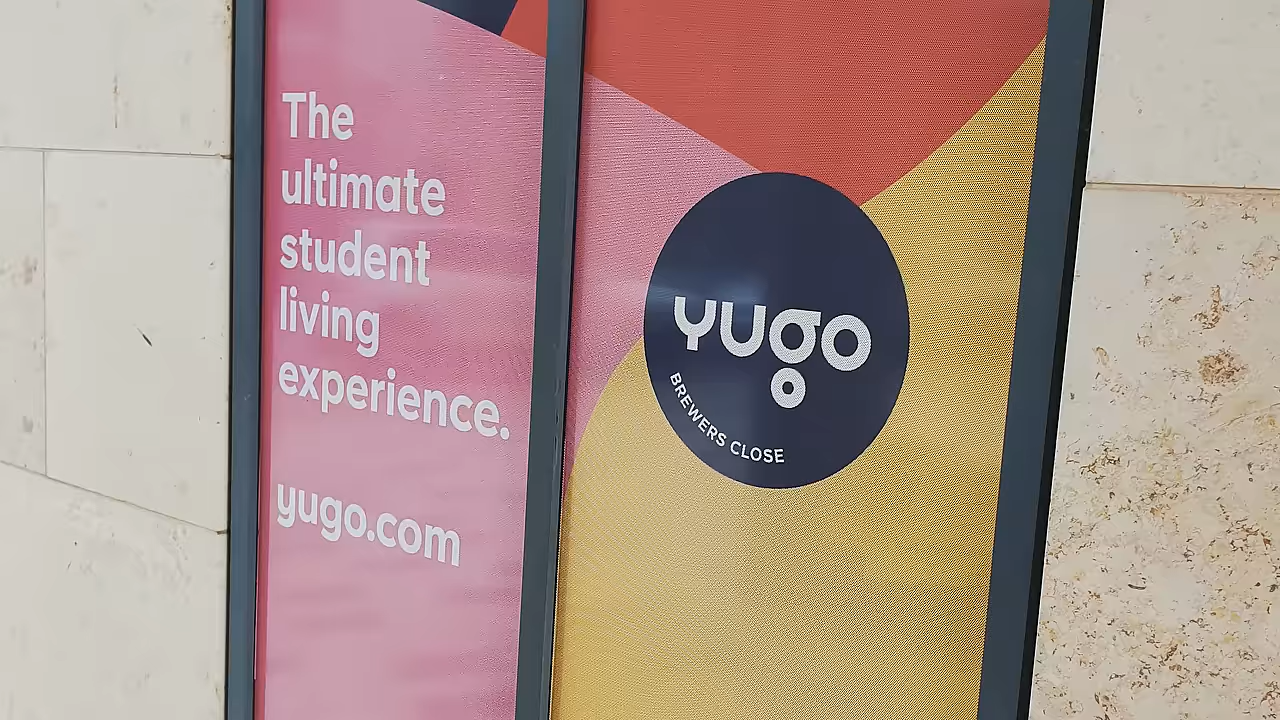 The
ultimate
student
living
experience.
yugo.com
yugo
BREWERS CLOSE